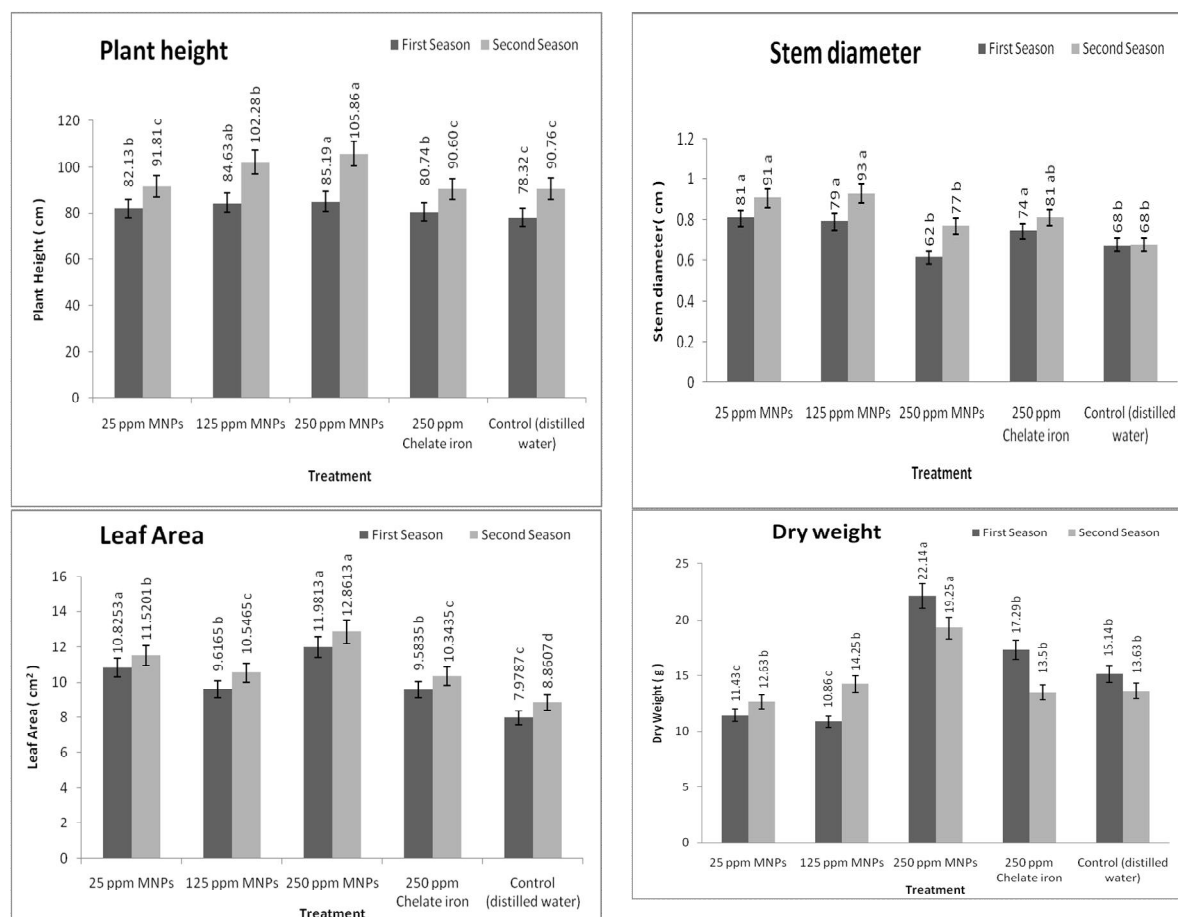 Plant height
First Season
Second Season
82.13 b
91.81 c
84.63 ab
102.28 b
85.19 a
105.86 a
80.74 b
90.60 c
78.32 c
90.76 c
120
100
80
60
40
20
0
Plant Height ( cm )
25 ppm MNPs
125 ppm MNPs
250 ppm MNPs
250 ppm
Chelate iron
Control (distilled
water)
Treatment
Stem diameter
First Season
Second Season
81 a
91 a
79 a
93 a
62 b
77 b
74 a
81 ab
68 b
68 b
1.2
1
0.8
0.6
0.4
0.2
0
Stem diameter( cm )
25 ppm MNPs
125 ppm MNPs
250 ppm MNPs
250 ppm
Chelate iron
Control (distilled
water)
Treatment
Leaf Area
First Season
Second Season
10.8253 a
11.5201 b
9.6165 b
10.5465 c
11.9813 a
12.8613 a
9.5835 b
10.3435 c
7.9787 c
8.8607 d
16
14
12
10
8
6
4
2
0
Leaf Area( cm²)
25 ppm MNPs
125 ppm MNPs
250 ppm MNPs
250 ppm
Chelate iron
Control
(distilled water)
Treatment
Dry weight
First Season
Second Season
11.43 c
12.63 b
10.86 c
14.25 b
22.14 a
19.25 a
17.29 b
13.5 b
15.14 b
13.63 b
25
20
15
10
5
0
Dry Weight ( g )
25 ppm MNPs
125 ppm MNPs
250 ppm MNPs
250 ppm
Chelate iron
Control (distilled
water)
Treatment